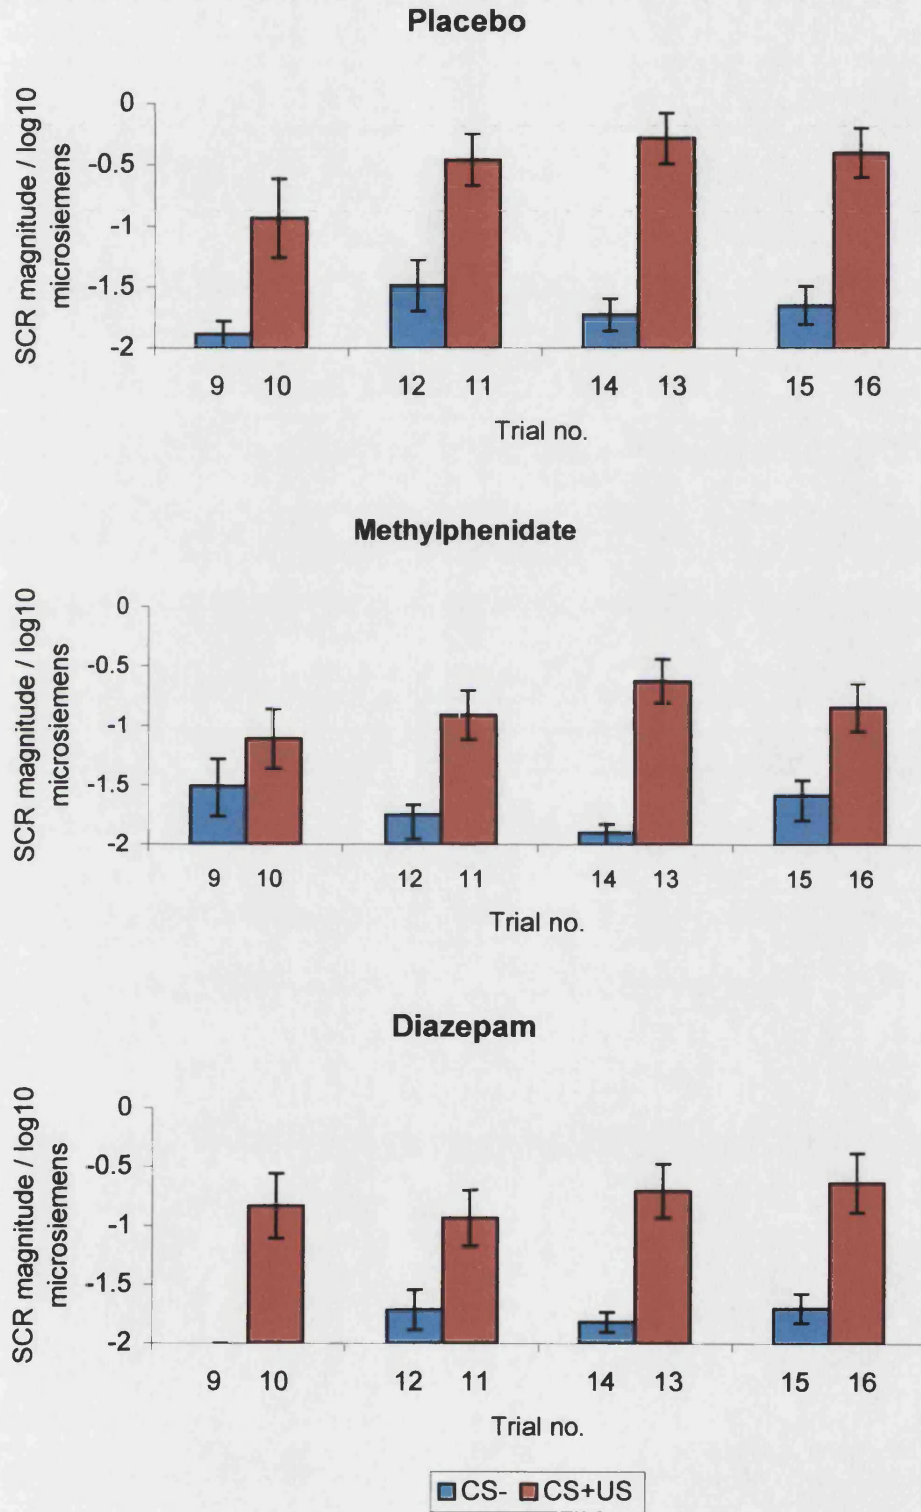 Placebo
SCR magnitude / log10
microsiemens
0
-0.5
-1
-1.5
-2
9 10 12 11 14 13 15 16
Trial no.
Methylphenidate
SCR magnitude / log10
microsiemens
0
-0.5
-1
-1.5
-2
9 10 12 11 14 13 15 16
Trial no.
Diazepam
SCR magnitude / log10
microsiemens
0
-0.5
-1
-1.5
-2
9 10 12 11 14 13 15 16
Trial no.
CS- CS+US